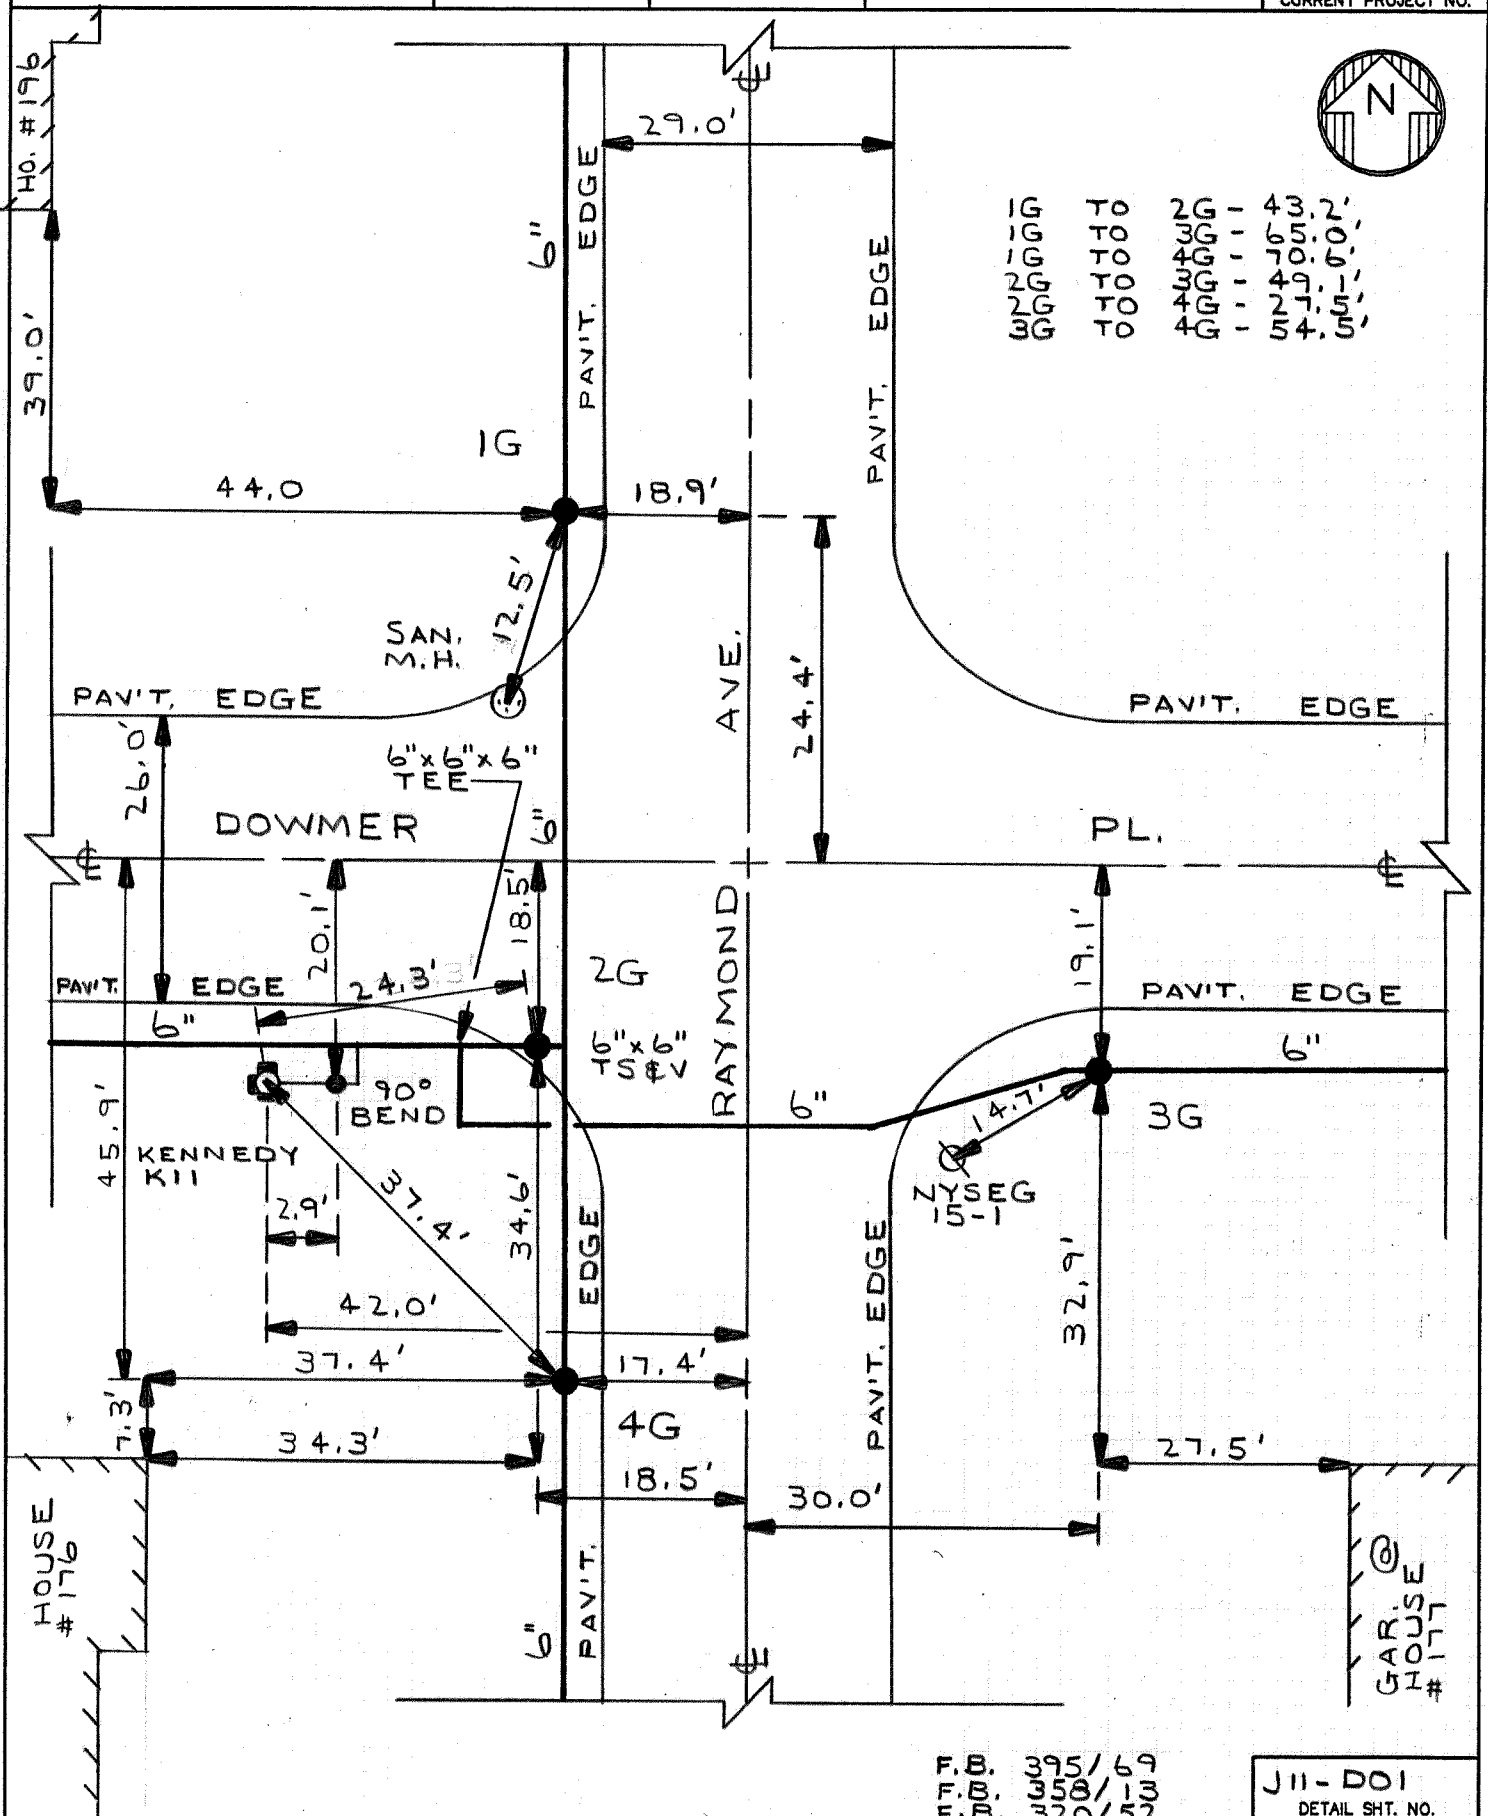 CURRENT PROJECT NO.
HO. #196
29.0'
N
6"
PAV'T. EDGE
PAV'T. EDGE
1G TO 2G - 43.2'
1G TO 3G - 65.0'
1G TO 4G - 70.6'
2G TO 3G - 49.1'
2G TO 4G - 27.5'
3G TO 4G - 54.5'
39.0'
1G
44.0
18.9'
12.5'
SAN.
M.H.
AVE.
24.4'
PAV'T. EDGE
PAV'T. EDGE
26.0'
6"x6"x6"
TEE
DOWMER
6"
PL.
20.1'
18.5'
RAYMOND
19.1'
PAV'T. EDGE
24.3'
2G
PAV'T. EDGE
6"
6"x6"
TS&V
6"
45.9'
90°
BEND
6"
14.7'
3G
KENNEDY
K11
NYSEG
15-1
2.9'
37.4'
34.6'
EDGE
PAV'T. EDGE
32.9'
42.0'
37.4'
17.4'
7.3'
4G
34.3'
27.5'
18.5'
30.0'
HOUSE
#176
6"
PAV'T.
GAR. @
HOUSE
#177
F.B. 395/69
F.B. 358/13
F.B. 320/52
J11-D01
DETAIL SHT. NO.